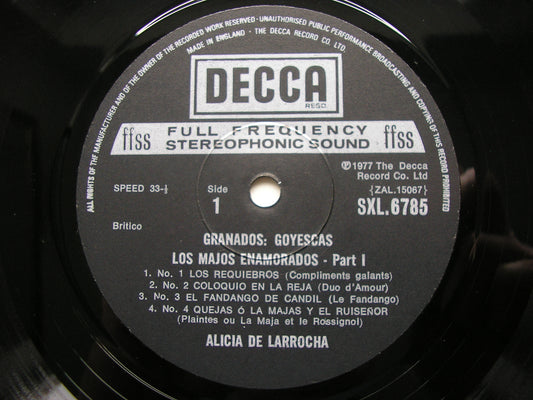 ALL RIGHTS OF THE MANUFACTURER AND OF THE OWNER OF THE RECORDED WORK RESERVED · UNAUTHORISED PUBLIC PERFORMANCE BROADCASTING AND COPYING OF THIS RECORD PROHIBITED
MADE IN ENGLAND · THE DECCA RECORD CO LTD.
DECCA
REGD.
ffss FULL FREQUENCY ffss
STEREOPHONIC SOUND
℗1977 The Decca
Record Co. Ltd
SPEED 33-⅓
Side
1
{ZAL.15067}
SXL.6785
Britico
GRANADOS: GOYESCAS
LOS MAJOS ENAMORADOS - Part I
1. No. 1 LOS REQUIEBROS (Compliments galants)
2. No. 2 COLOQUIO EN LA REJA (Duo d'Amour)
3. No. 3 EL FANDANGO DE CANDIL (Le Fandango)
4. No. 4 QUEJAS ó LA MAJAS Y EL RUISEÑOR
(Plaintes ou La Maja et le Rossignol)
ALICIA DE LARROCHA